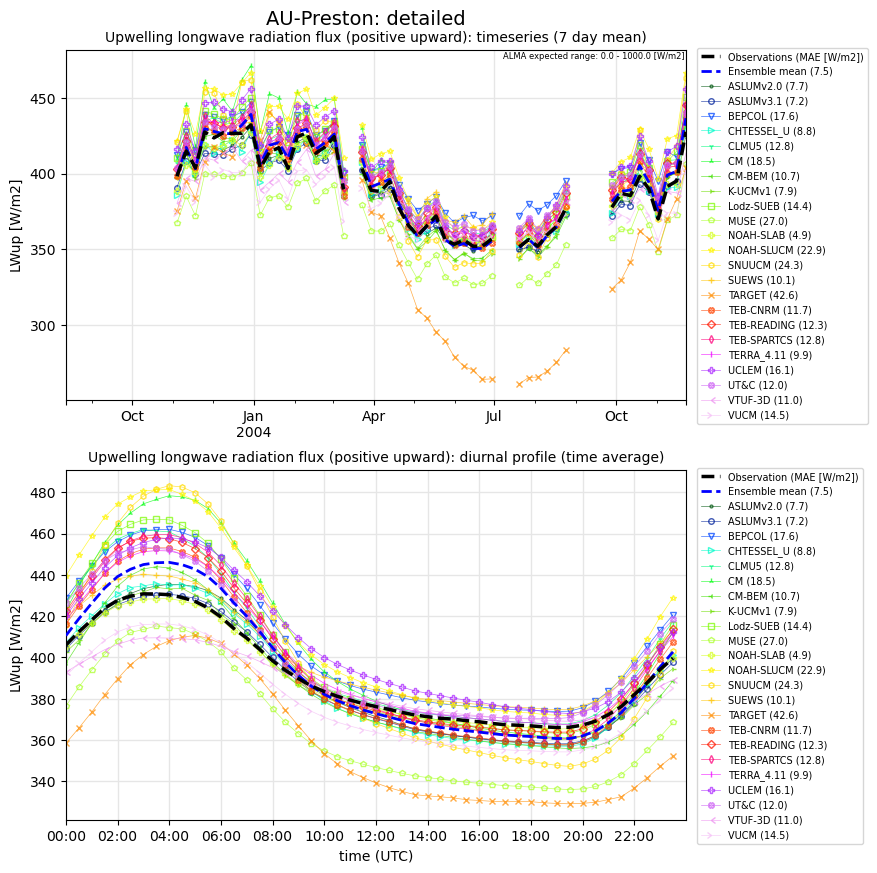 AU-Preston: detailed
Upwelling longwave radiation flux (positive upward): timeseries (7 day mean)
ALMA expected range: 0.0 - 1000.0 [W/m2]
LWup [W/m2]
450
400
350
300
Oct
Jan
2004
Apr
Jul
Oct
Observations (MAE [W/m2])
Ensemble mean (7.5)
ASLUMv2.0 (7.7)
ASLUMv3.1 (7.2)
BEPCOL (17.6)
CHTESSEL_U (8.8)
CLMU5 (12.8)
CM (18.5)
CM-BEM (10.7)
K-UCMv1 (7.9)
Lodz-SUEB (14.4)
MUSE (27.0)
NOAH-SLAB (4.9)
NOAH-SLUCM (22.9)
SNUUCM (24.3)
SUEWS (10.1)
TARGET (42.6)
TEB-CNRM (11.7)
TEB-READING (12.3)
TEB-SPARTCS (12.8)
TERRA_4.11 (9.9)
UCLEM (16.1)
UT&C (12.0)
VTUF-3D (11.0)
VUCM (14.5)
Upwelling longwave radiation flux (positive upward): diurnal profile (time average)
LWup [W/m2]
480
460
440
420
400
380
360
340
00:00
02:00
04:00
06:00
08:00
10:00
12:00
14:00
16:00
18:00
20:00
22:00
time (UTC)
Observation (MAE [W/m2])
Ensemble mean (7.5)
ASLUMv2.0 (7.7)
ASLUMv3.1 (7.2)
BEPCOL (17.6)
CHTESSEL_U (8.8)
CLMU5 (12.8)
CM (18.5)
CM-BEM (10.7)
K-UCMv1 (7.9)
Lodz-SUEB (14.4)
MUSE (27.0)
NOAH-SLAB (4.9)
NOAH-SLUCM (22.9)
SNUUCM (24.3)
SUEWS (10.1)
TARGET (42.6)
TEB-CNRM (11.7)
TEB-READING (12.3)
TEB-SPARTCS (12.8)
TERRA_4.11 (9.9)
UCLEM (16.1)
UT&C (12.0)
VTUF-3D (11.0)
VUCM (14.5)